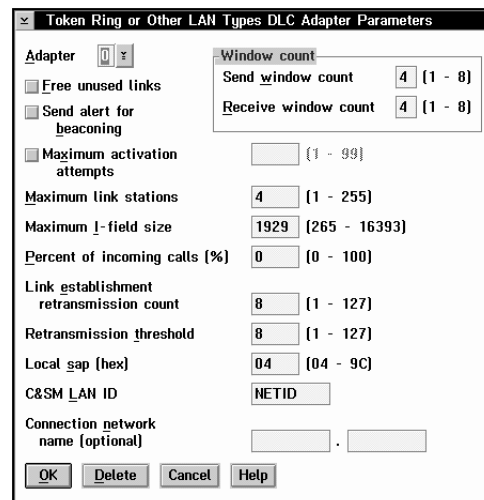 Token Ring or Other LAN Types DLC Adapter Parameters
Adapter 0
Window count
Send window count 4 (1 - 8)
Receive window count 4 (1 - 8)
Free unused links
Send alert for
beaconing
Maximum activation
attempts (1 - 99)
Maximum link stations 4 (1 - 255)
Maximum I-field size 1929 (265 - 16393)
Percent of incoming calls (%) 0 (0 - 100)
Link establishment
retransmission count 8 (1 - 127)
Retransmission threshold 8 (1 - 127)
Local sap (hex) 04 (04 - 9C)
C&SM LAN ID NETID
Connection network
name (optional) .
OK Delete Cancel Help